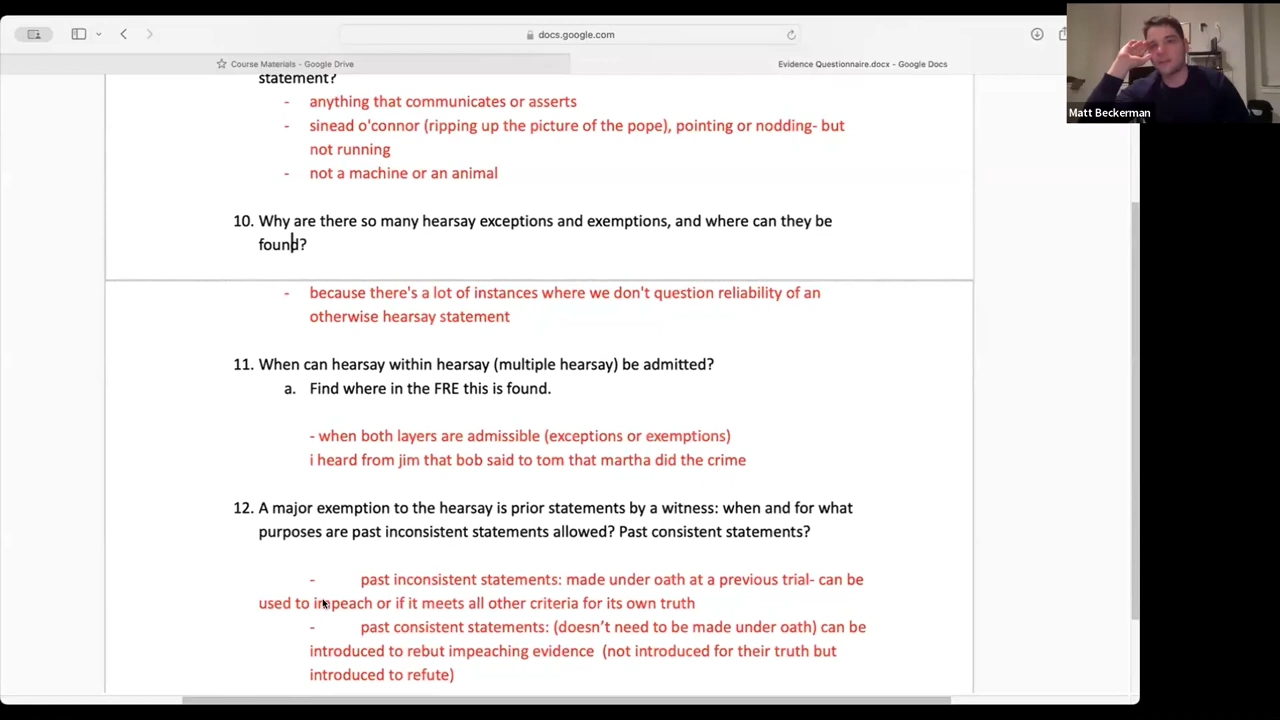 docs.google.com
Course Materials - Google Drive
Evidence Questionnaire.docx - Google Docs
Matt Beckerman
statement?
- anything that communicates or asserts
- sinead o'connor (ripping up the picture of the pope), pointing or nodding- but
not running
- not a machine or an animal
10. Why are there so many hearsay exceptions and exemptions, and where can they be
found?
- because there's a lot of instances where we don't question reliability of an
otherwise hearsay statement
11. When can hearsay within hearsay (multiple hearsay) be admitted?
a. Find where in the FRE this is found.
- when both layers are admissible (exceptions or exemptions)
i heard from jim that bob said to tom that martha did the crime
12. A major exemption to the hearsay is prior statements by a witness: when and for what
purposes are past inconsistent statements allowed? Past consistent statements?
- past inconsistent statements: made under oath at a previous trial- can be
used to impeach or if it meets all other criteria for its own truth
- past consistent statements: (doesn't need to be made under oath) can be
introduced to rebut impeaching evidence (not introduced for their truth but
introduced to refute)